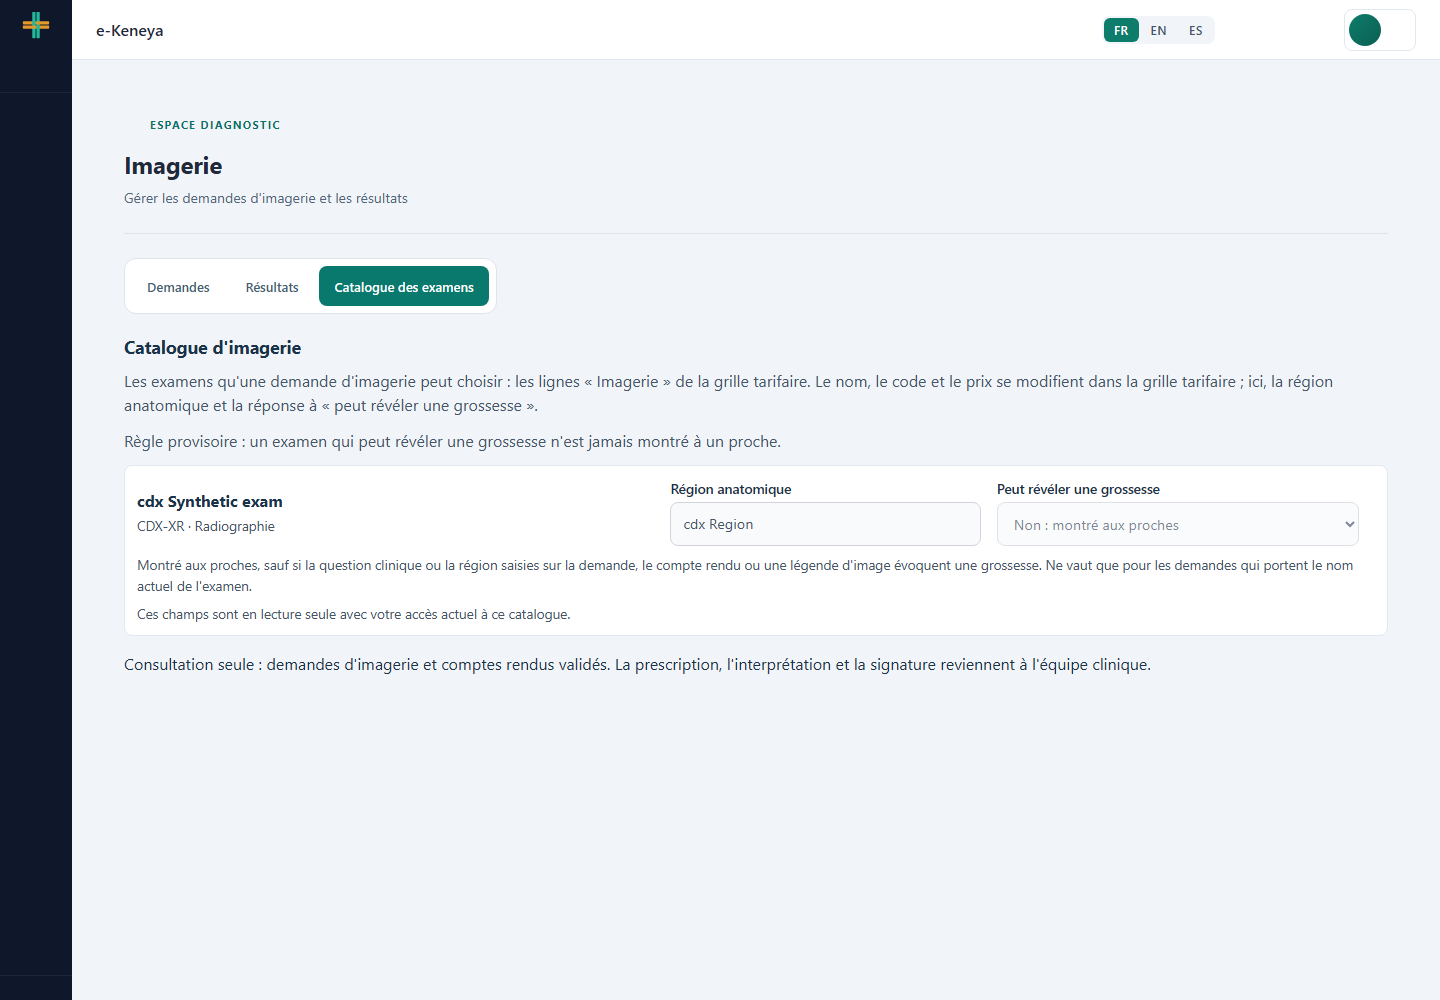 e-Keneya
FR EN ES
ESPACE DIAGNOSTIC
Imagerie
Gérer les demandes d'imagerie et les résultats
Demandes Résultats Catalogue des examens
Catalogue d'imagerie
Les examens qu'une demande d'imagerie peut choisir : les lignes « Imagerie » de la grille tarifaire. Le nom, le code et le prix se modifient dans la grille tarifaire ; ici, la région
anatomique et la réponse à « peut révéler une grossesse ».
Règle provisoire : un examen qui peut révéler une grossesse n'est jamais montré à un proche.
cdx Synthetic exam
CDX-XR · Radiographie
Région anatomique
cdx Region
Peut révéler une grossesse
Non : montré aux proches
Montré aux proches, sauf si la question clinique ou la région saisies sur la demande, le compte rendu ou une légende d'image évoquent une grossesse. Ne vaut que pour les demandes qui portent le nom
actuel de l'examen.
Ces champs sont en lecture seule avec votre accès actuel à ce catalogue.
Consultation seule : demandes d'imagerie et comptes rendus validés. La prescription, l'interprétation et la signature reviennent à l'équipe clinique.